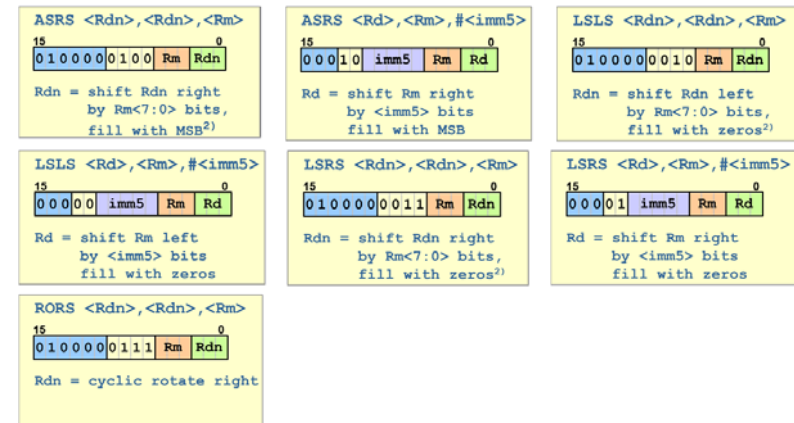 ASRS <Rdn>,<Rdn>,<Rm>
15 0
0 1 0 0 0 0 0 1 0 0 Rm Rdn
Rdn = shift Rdn right
by Rm<7:0> bits,
fill with MSB2)
ASRS <Rd>,<Rm>,#<imm5>
15 0
0 0 0 1 0 imm5 Rm Rd
Rd = shift Rm right
by <imm5> bits
fill with MSB
LSLS <Rdn>,<Rdn>,<Rm>
15 0
0 1 0 0 0 0 0 0 1 0 Rm Rdn
Rdn = shift Rdn left
by Rm<7:0> bits,
fill with zeros2)
LSLS <Rd>,<Rm>,#<imm5>
15 0
0 0 0 0 0 imm5 Rm Rd
Rd = shift Rm left
by <imm5> bits
fill with zeros
LSRS <Rdn>,<Rdn>,<Rm>
15 0
0 1 0 0 0 0 0 0 1 1 Rm Rdn
Rdn = shift Rdn right
by Rm<7:0> bits,
fill with zeros2)
LSRS <Rd>,<Rm>,#<imm5>
15 0
0 0 0 0 1 imm5 Rm Rd
Rd = shift Rm right
by <imm5> bits
fill with zeros
RORS <Rdn>,<Rdn>,<Rm>
15 0
0 1 0 0 0 0 0 1 1 1 Rm Rdn
Rdn = cyclic rotate right